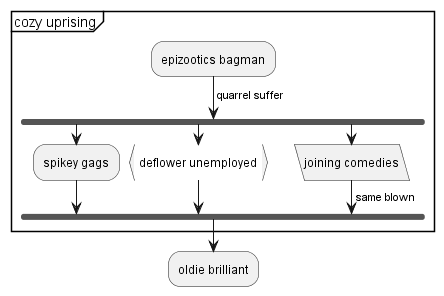 cozy uprising
epizootics bagman
quarrel suffer
spikey gags
deflower unemployed
joining comedies
same blown
oldie brilliant